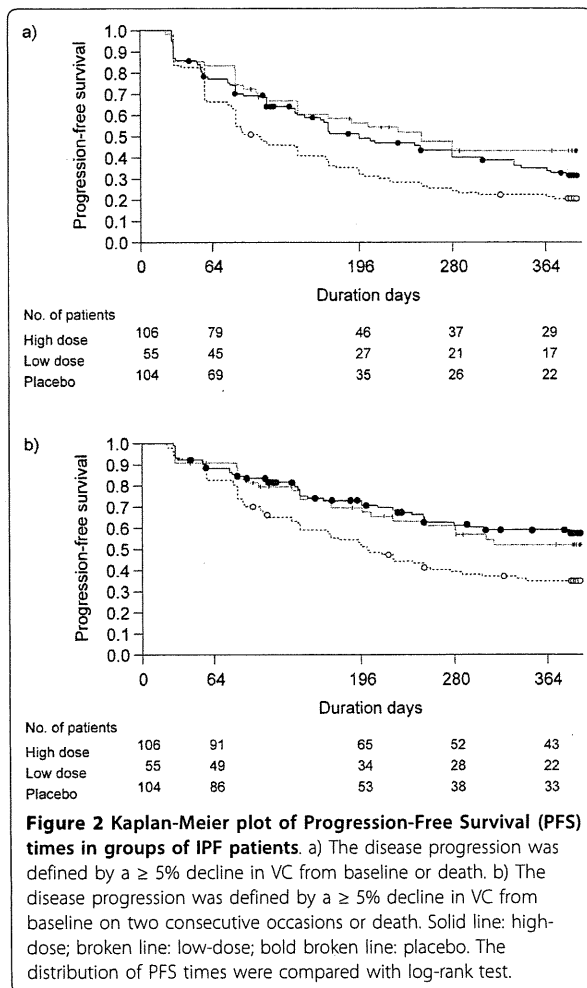 a)
1.0
0.9
0.8
0.7
0.6
0.5
0.4
0.3
0.2
0.1
0.0
Progression-free survival
0 64 196 280 364
Duration days
No. of patients
High dose 106 79 46 37 29
Low dose 55 45 27 21 17
Placebo 104 69 35 26 22
b)
1.0
0.9
0.8
0.7
0.6
0.5
0.4
0.3
0.2
0.1
0.0
Progression-free survival
0 64 196 280 364
Duration days
No. of patients
High dose 106 91 65 52 43
Low dose 55 49 34 28 22
Placebo 104 86 53 38 33
Figure 2 Kaplan-Meier plot of Progression-Free Survival (PFS)
times in groups of IPF patients. a) The disease progression was
defined by a ≥ 5% decline in VC from baseline or death. b) The
disease progression was defined by a ≥ 5% decline in VC from
baseline on two consecutive occasions or death. Solid line: high-
dose; broken line: low-dose; bold broken line: placebo. The
distribution of PFS times were compared with log-rank test.